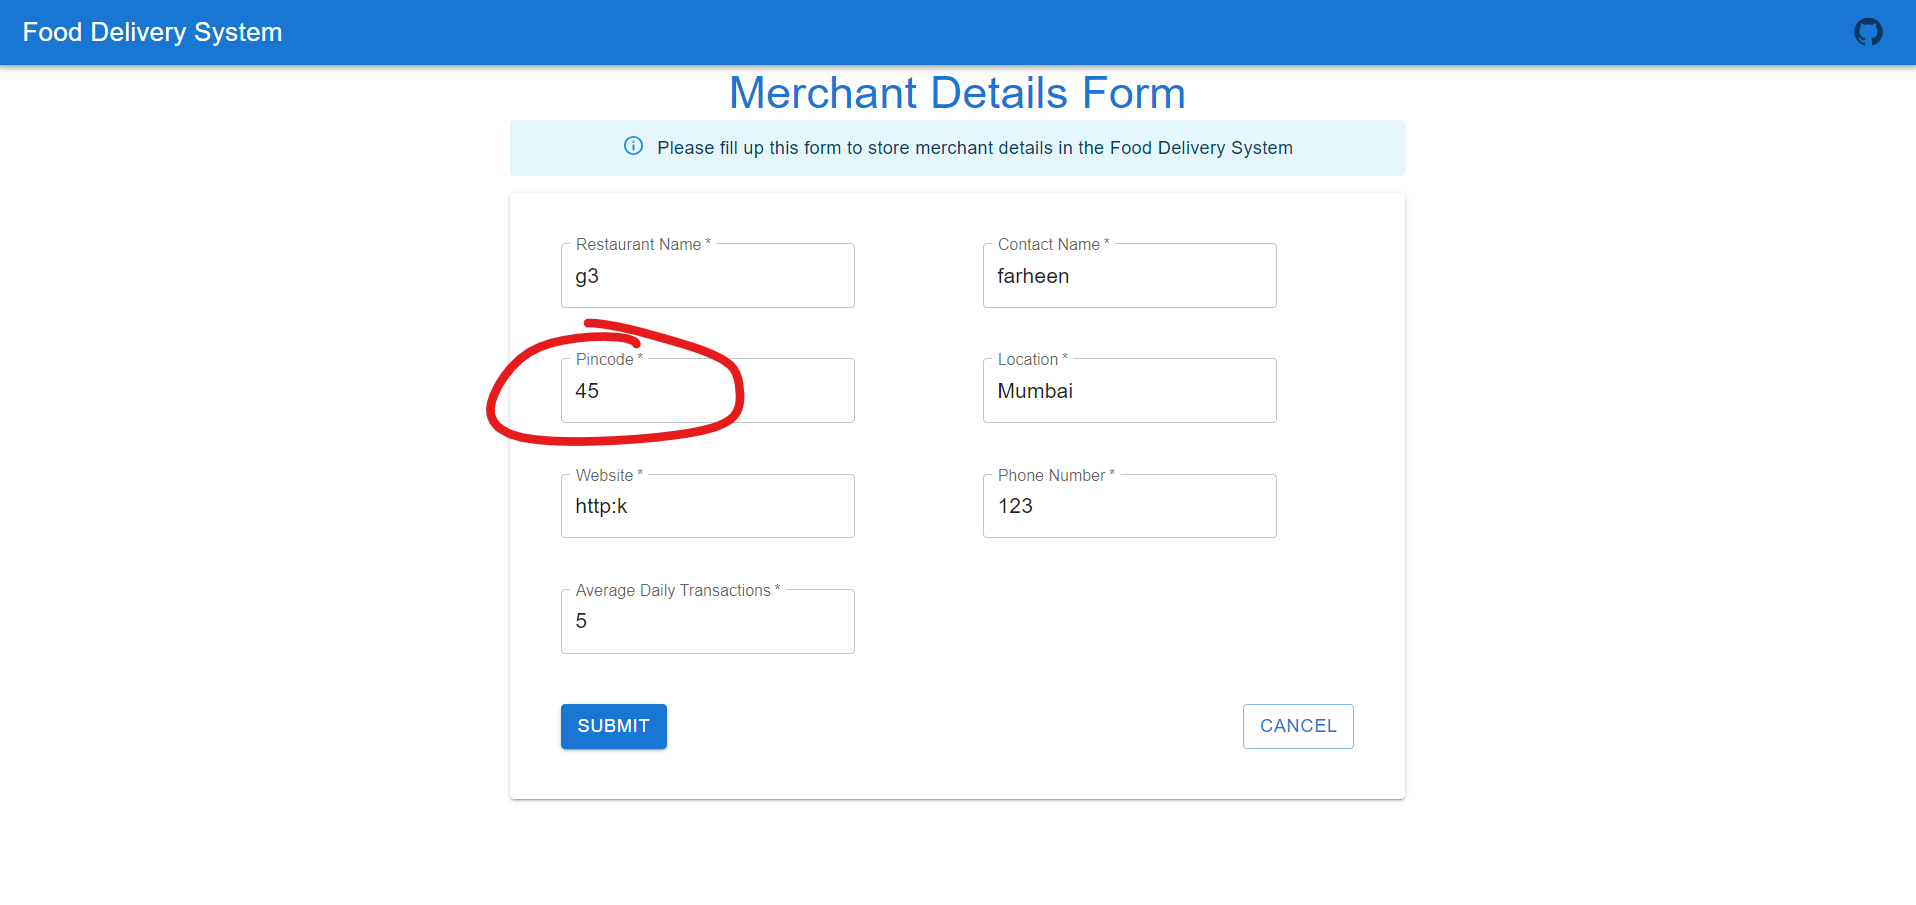 Food Delivery System
Merchant Details Form
Please fill up this form to store merchant details in the Food Delivery System
Restaurant Name *
g3
Contact Name *
farheen
Pincode *
45
Location *
Mumbai
Website *
http:k
Phone Number *
123
Average Daily Transactions *
5
SUBMIT
CANCEL